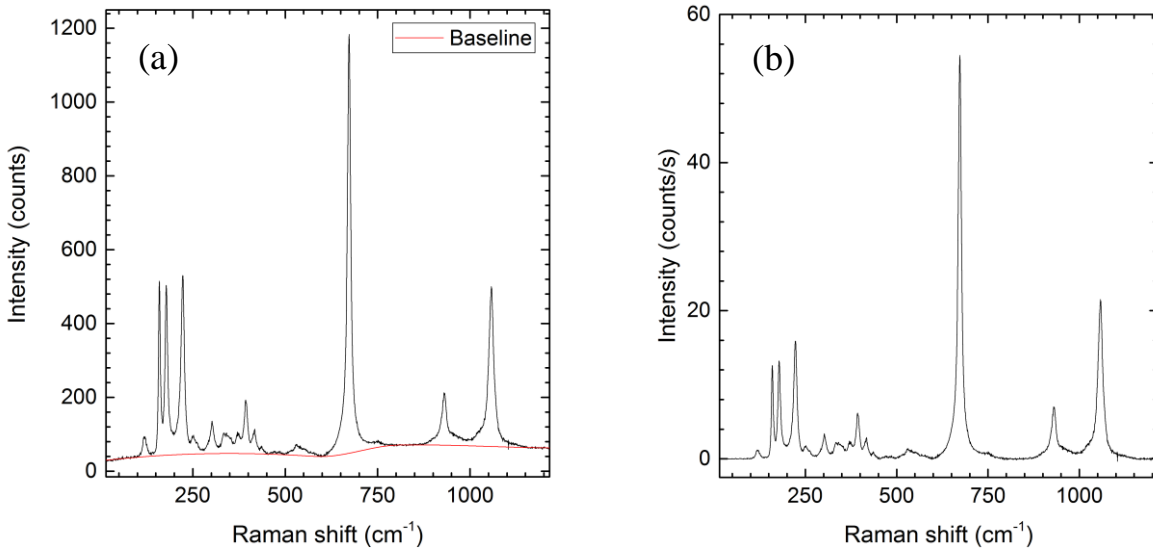 (a)
Baseline
Intensity (counts)
1200
1000
800
600
400
200
0
250
500
750
1000
Raman shift (cm⁻¹)
(b)
Intensity (counts/s)
60
40
20
0
250
500
750
1000
Raman shift (cm⁻¹)